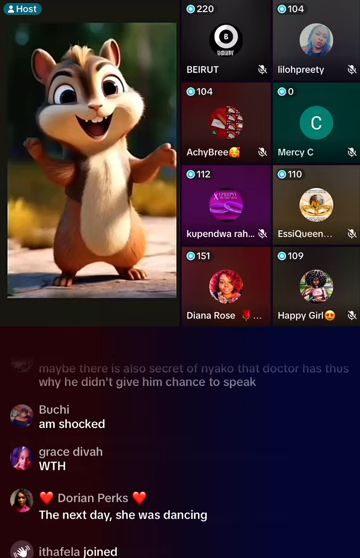 Host
220
104
BEIRUT
lilohpreety
104
0
C
AchyBree🥰
Mercy C
112
110
kupendwa rah...
EssiQueen...
151
109
Diana Rose 🌹...
Happy Girl😍
maybe there is also secret of nyako that doctor has thus
why he didn't give him chance to speak
Buchi
am shocked
grace divah
WTH
❤️ Dorian Perks ❤️
The next day, she was dancing
ithafela joined